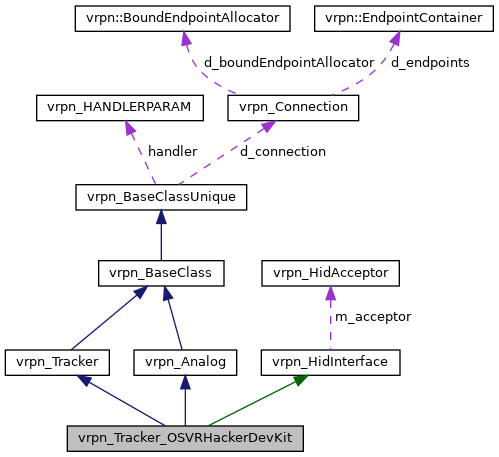 vrpn::BoundEndpointAllocator
vrpn::EndpointContainer
d_boundEndpointAllocator
d_endpoints
vrpn_HANDLERPARAM
vrpn_Connection
handler
d_connection
vrpn_BaseClassUnique
vrpn_BaseClass
vrpn_HidAcceptor
m_acceptor
vrpn_Tracker
vrpn_Analog
vrpn_HidInterface
vrpn_Tracker_OSVRHackerDevKit